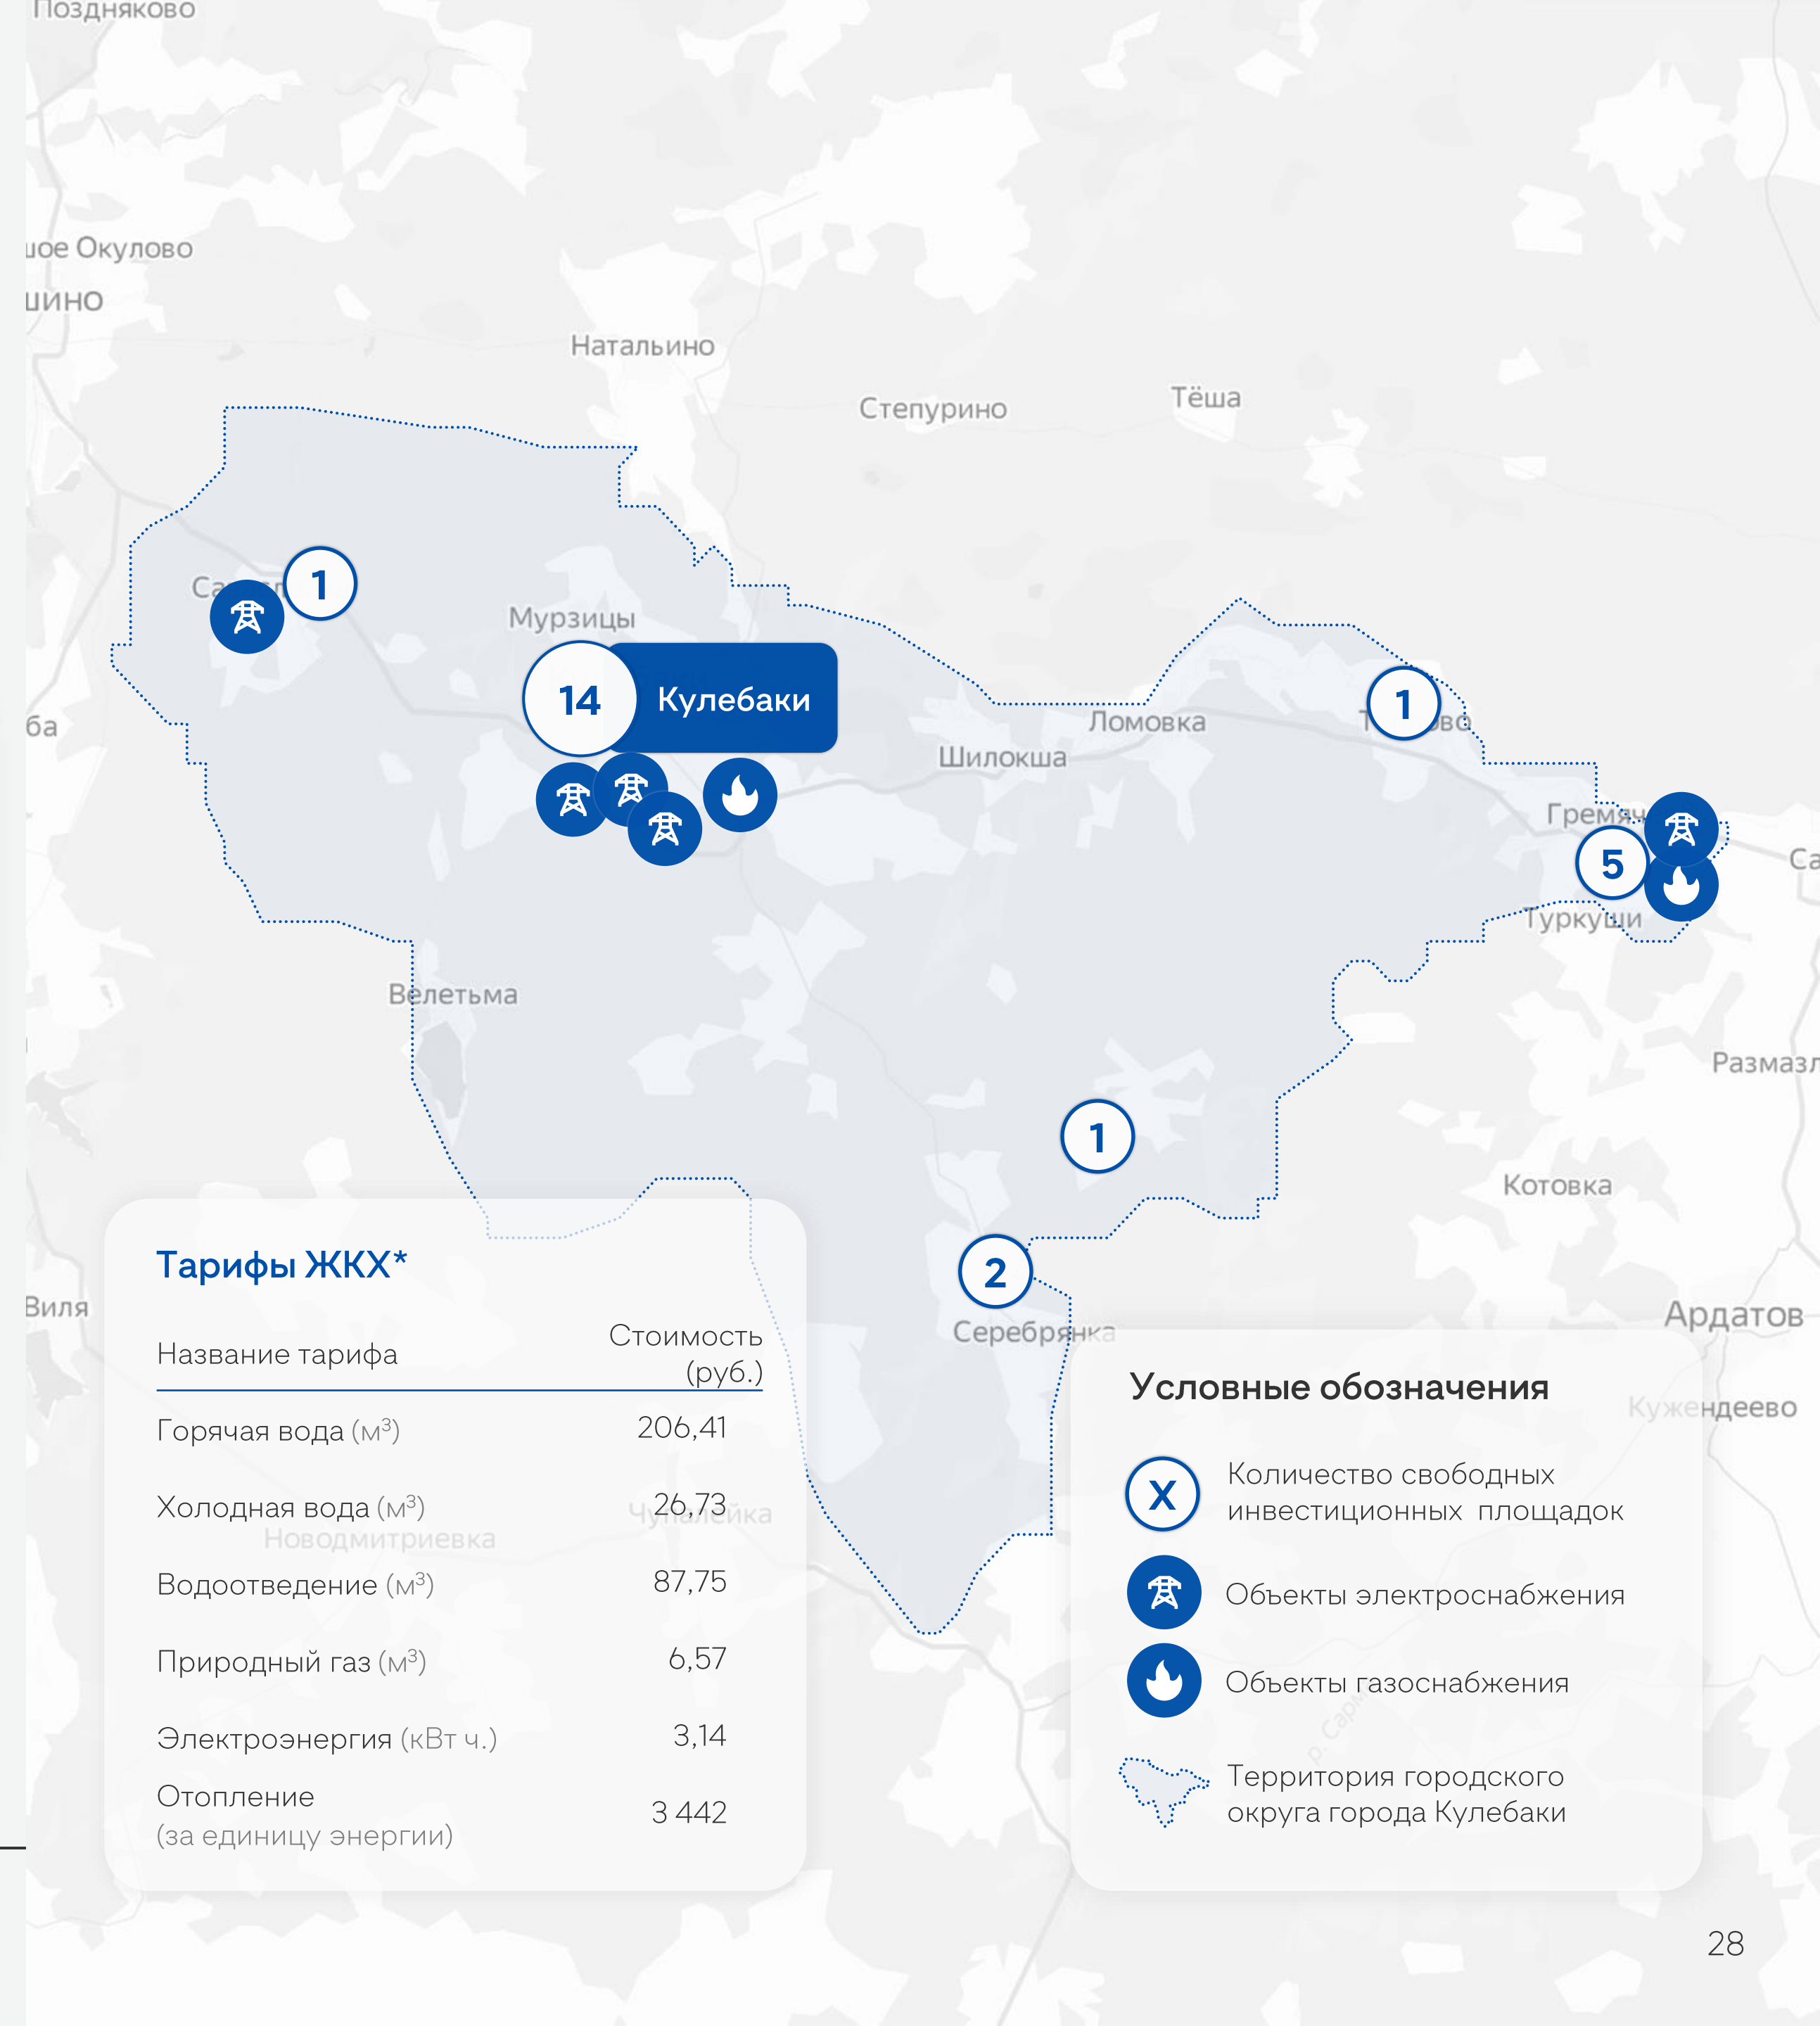 Поздняково
Окулово
Натальино
Степурино
Тёша
1
Мурзицы
14
Кулебаки
1
Ломовка
Шилокша
5
Туркуши
Велетьма
1
Котовка
2
Серебрянка
Виля
Ардатов
Кужендеево
Тарифы ЖКХ*
Название тарифа
Стоимость
(руб.)
Горячая вода (м³) 206,41
Холодная вода (м³) 26,73
Чупалейка
Новодмитриевка
Водоотведение (м³) 87,75
Природный газ (м³) 6,57
Электроэнергия (кВт ч.) 3,14
Отопление
(за единицу энергии) 3 442
Условные обозначения
X
Количество свободных
инвестиционных площадок
Объекты электроснабжения
Объекты газоснабжения
Территория городского
округа города Кулебаки
28